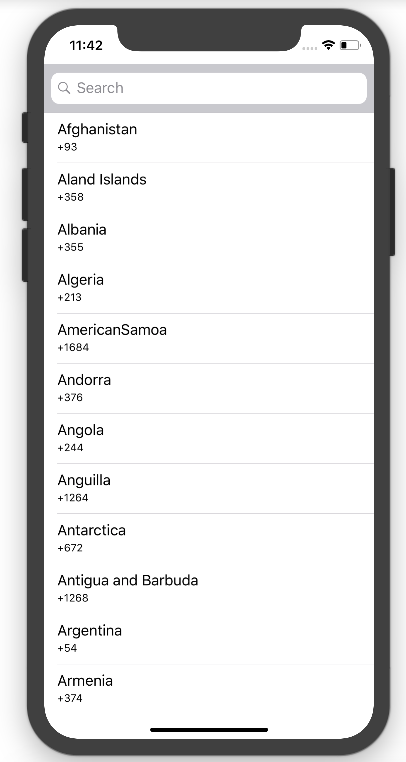 11:42
Search
Afghanistan
+93
Aland Islands
+358
Albania
+355
Algeria
+213
AmericanSamoa
+1684
Andorra
+376
Angola
+244
Anguilla
+1264
Antarctica
+672
Antigua and Barbuda
+1268
Argentina
+54
Armenia
+374